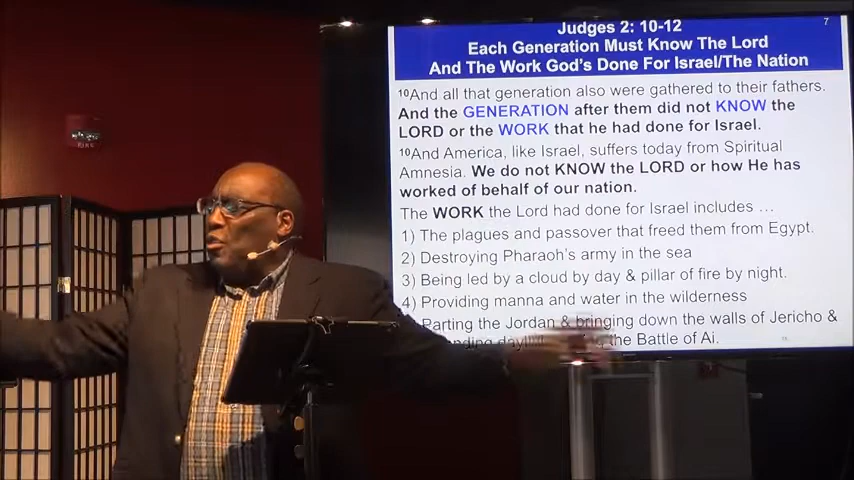 7
Judges 2: 10-12
Each Generation Must Know The Lord
And The Work God's Done For Israel/The Nation
10And all that generation also were gathered to their fathers.
And the GENERATION after them did not KNOW the
LORD or the WORK that he had done for Israel.
10And America, like Israel, suffers today from Spiritual
Amnesia. We do not KNOW the LORD or how He has
worked of behalf of our nation.
The WORK the Lord had done for Israel includes ...
1) The plagues and passover that freed them from Egypt.
2) Destroying Pharaoh's army in the sea
3) Being led by a cloud by day & pillar of fire by night.
4) Providing manna and water in the wilderness
Parting the Jordan & bringing down the walls of Jericho &
the Battle of Ai.
FIRE